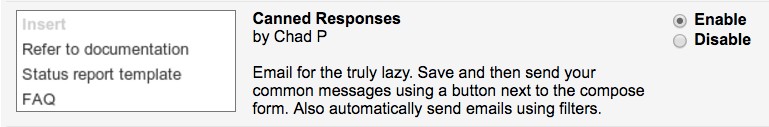 Insert
Refer to documentation
Status report template
FAQ
Canned Responses
by Chad P
Email for the truly lazy. Save and then send your
common messages using a button next to the compose
form. Also automatically send emails using filters.
Enable
Disable